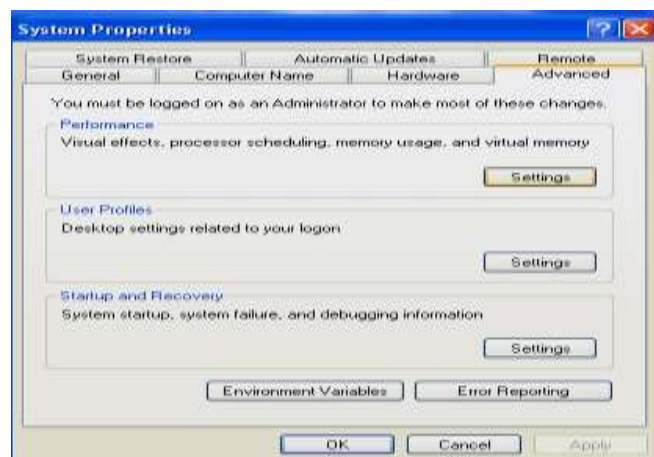 System Properties
System Restore
Automatic Updates
Remote
General
Computer Name
Hardware
Advanced
You must be logged on as an Administrator to make most of these changes.
Performance
Visual effects, processor scheduling, memory usage, and virtual memory
Settings
User Profiles
Desktop settings related to your logon
Settings
Startup and Recovery
System startup, system failure, and debugging information
Settings
Environment Variables
Error Reporting
OK
Cancel
Apply